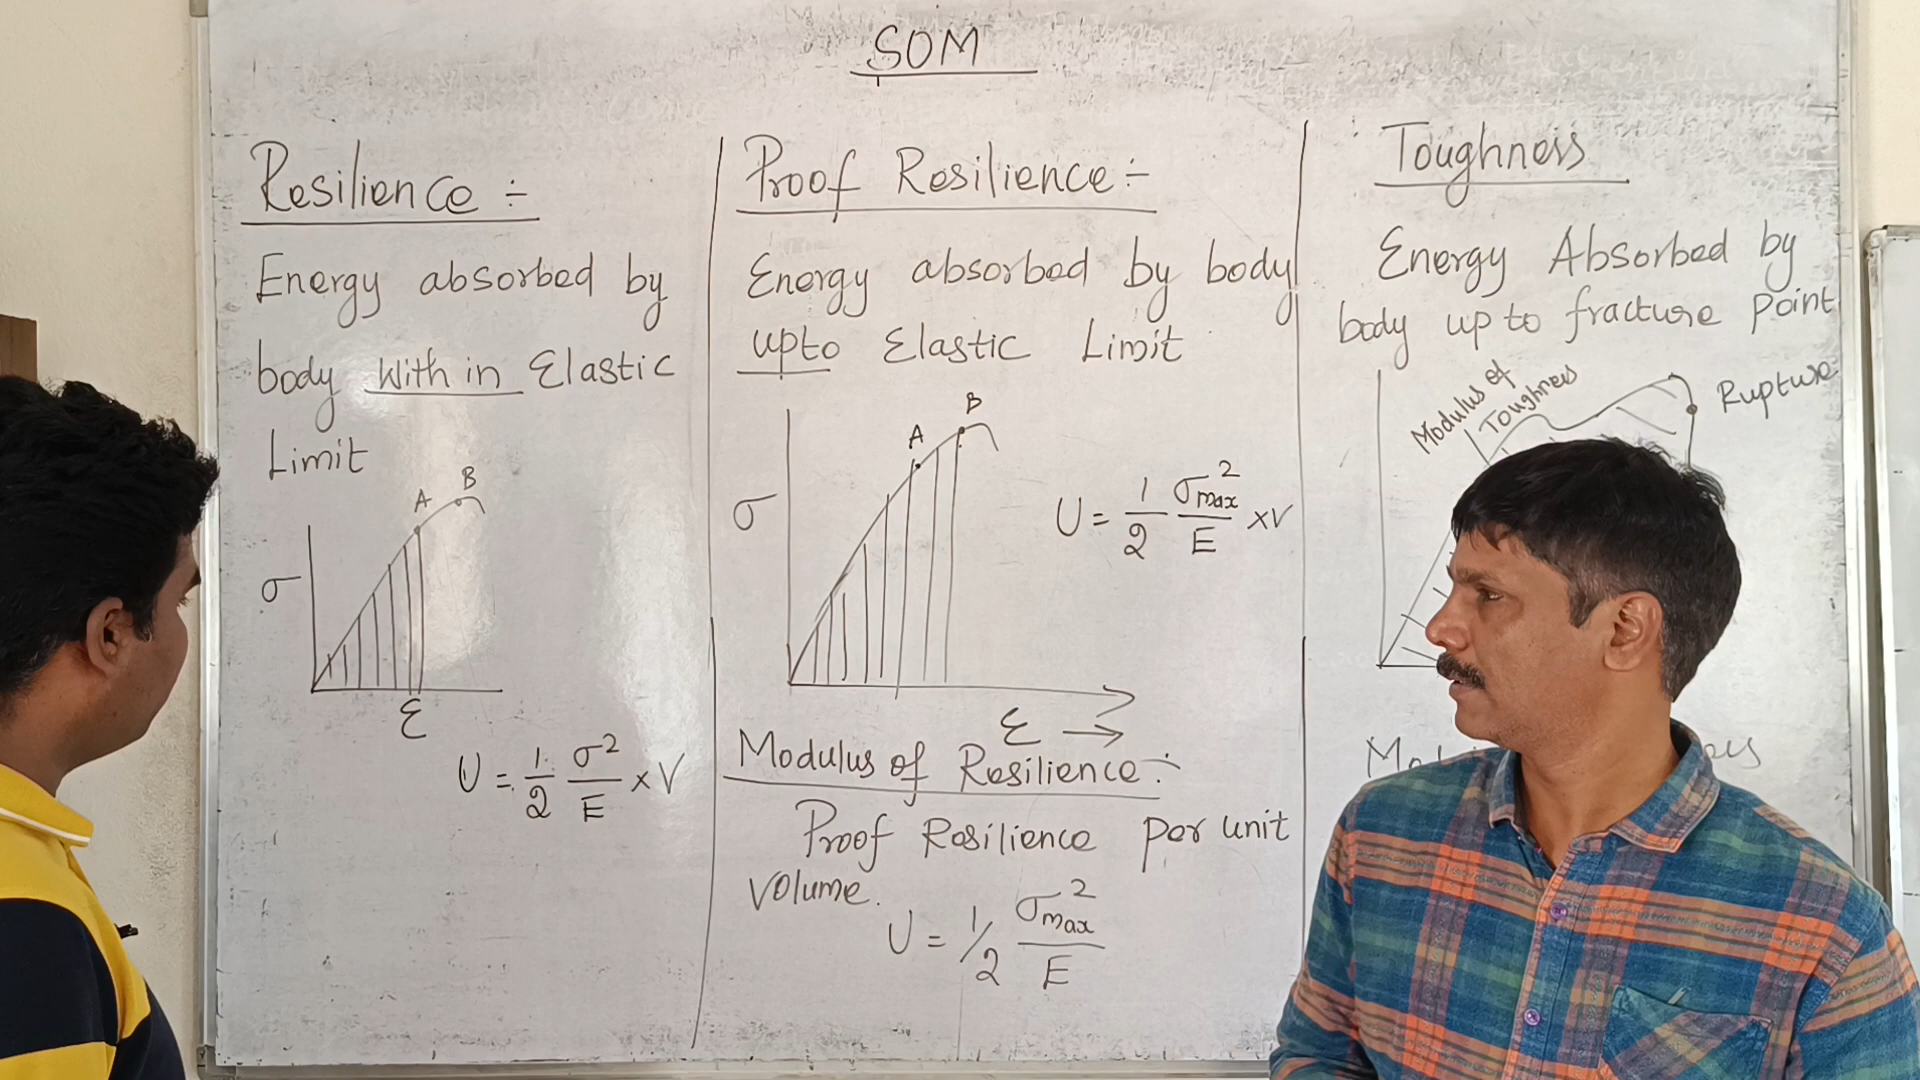 SOM
Resilience :-
Energy absorbed by
body with in Elastic
Limit
A
B
σ
ε
U = 1/2 σ²/E × V
Proof Resilience :-
Energy absorbed by body
upto Elastic Limit
A
B
σ
ε →
U = 1/2 σmax²/E × V
Modulus of Resilience :-
Proof Resilience per unit
volume.
U = 1/2 σmax²/E
Toughness
Energy Absorbed by
body up to fracture point
Modulus of
Toughness
Rupture